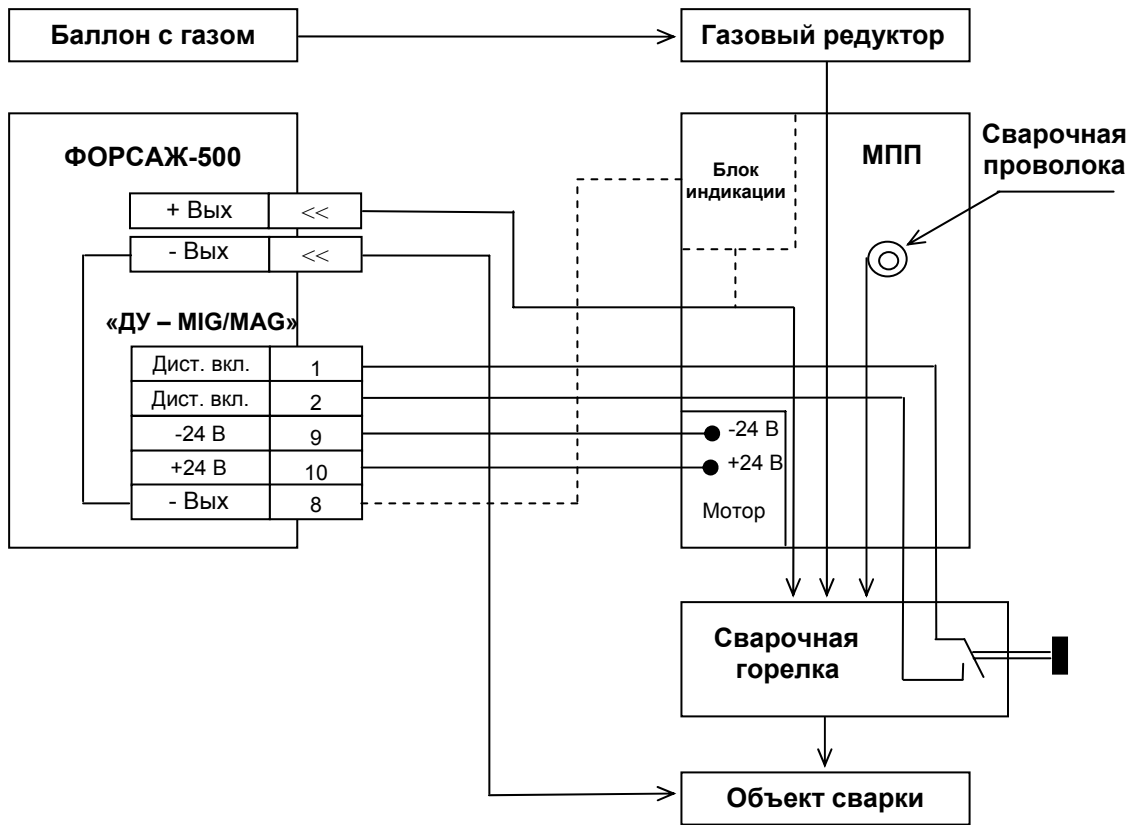 Баллон с газом
Газовый редуктор
ФОРСАЖ-500
+ Вых <<
- Вых <<
«ДУ – MIG/MAG»
Дист. вкл. 1
Дист. вкл. 2
-24 В 9
+24 В 10
- Вых 8
Блок
индикации
МПП
Сварочная
проволока
-24 В
+24 В
Мотор
Сварочная
горелка
Объект сварки